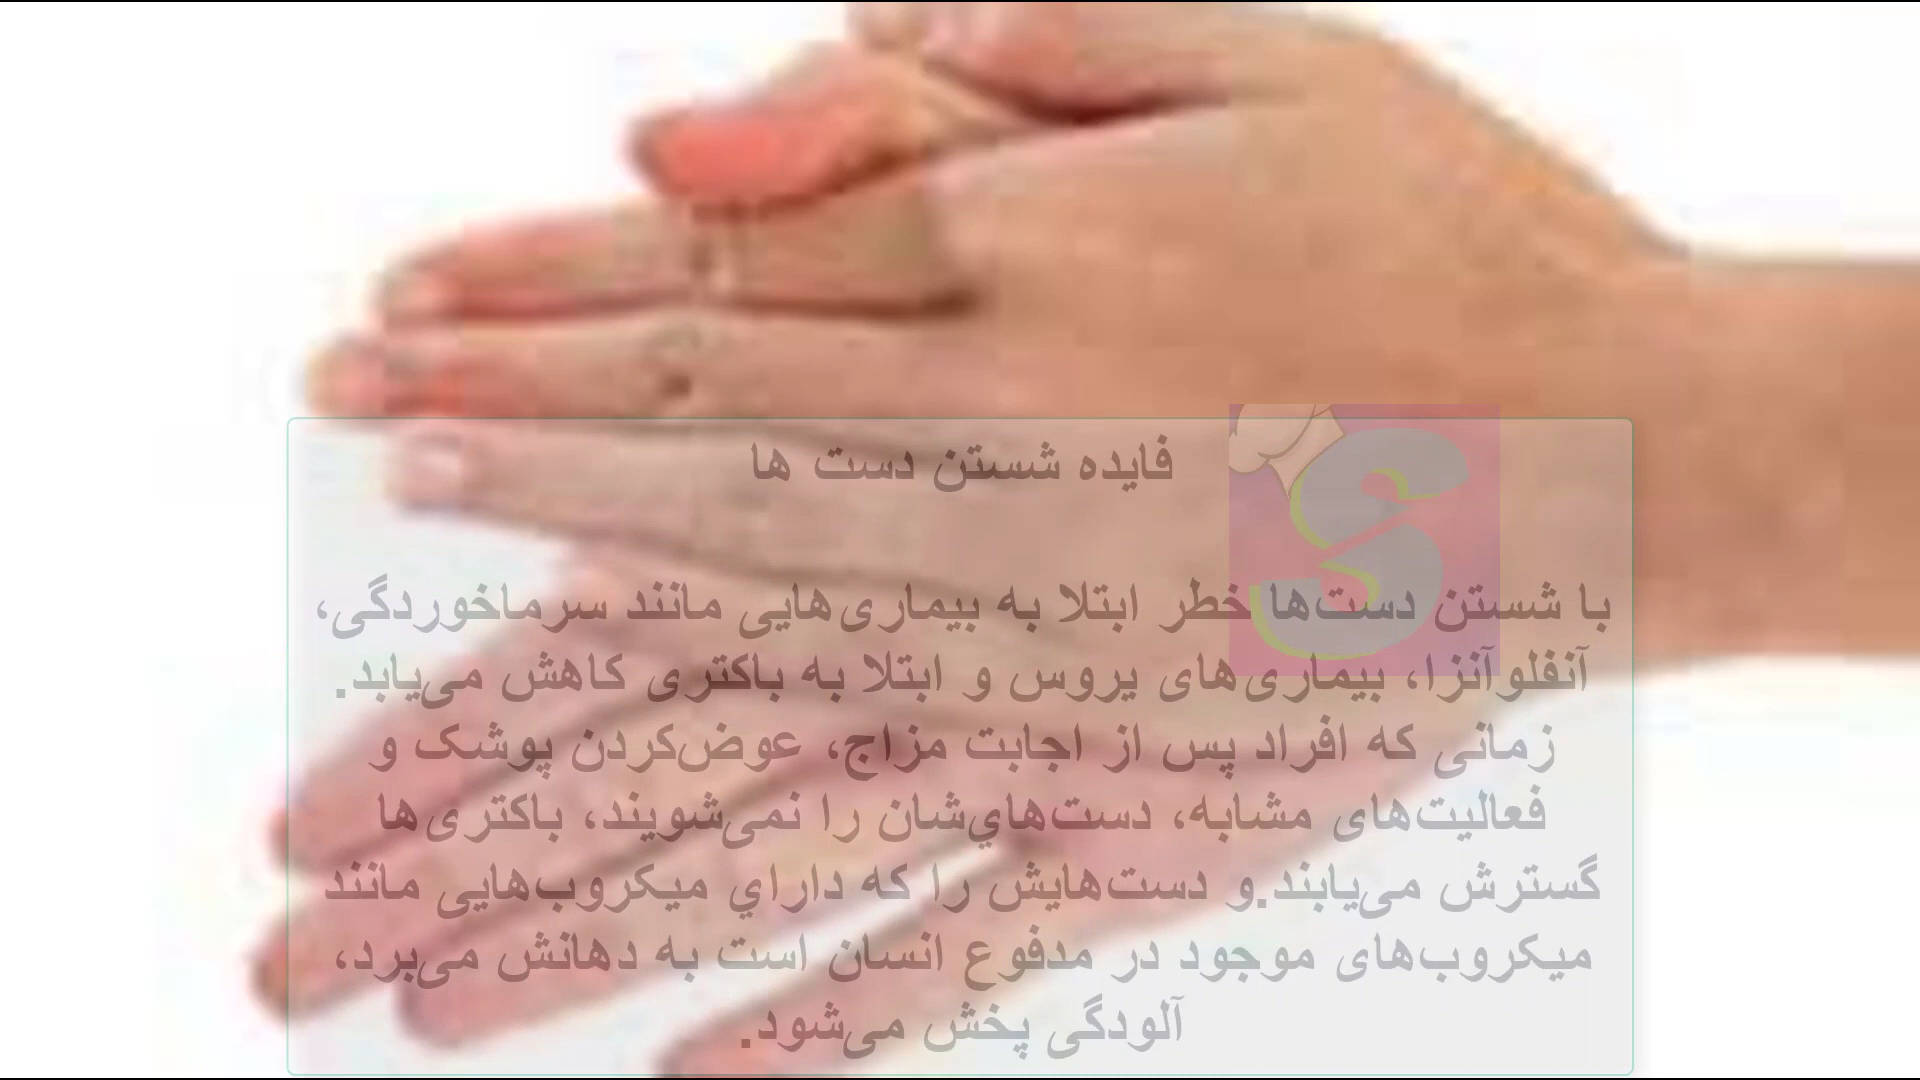 فایده شستن دست ها
با شستن دست‌ها خطر ابتلا به بیماری‌هایی مانند سرماخوردگی،
آنفلوآنزا، بیماری‌های یروس و ابتلا به باکتری کاهش می‌یابد.
زمانی که افراد پس از اجابت مزاج، عوض‌کردن پوشک و
فعالیت‌های مشابه، دست‌هاي‌شان را نمی‌شویند، باکتری‌ها
گسترش می‌یابند.و دست‌هایش را که داراي میکروب‌هایی مانند
میکروب‌های موجود در مدفوع انسان است به دهانش می‌برد،
آلودگی پخش می‌شود.
S